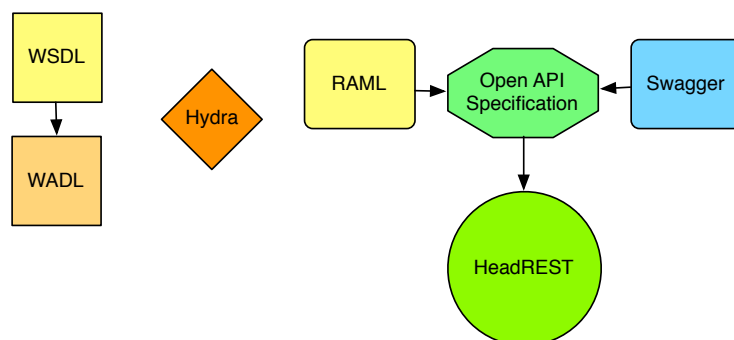 WSDL
WADL
Hydra
RAML
Open API
Specification
Swagger
HeadREST